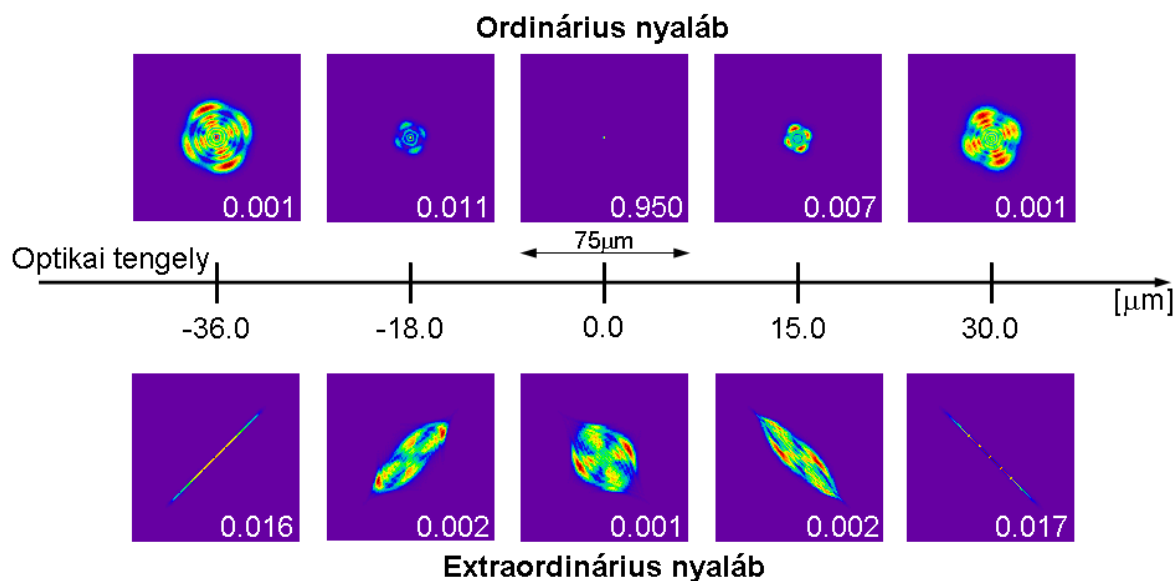 Ordinárius nyaláb
0.001 0.011 0.950 0.007 0.001
75μm
Optikai tengely
[μm]
-36.0 -18.0 0.0 15.0 30.0
0.016 0.002 0.001 0.002 0.017
Extraordinárius nyaláb